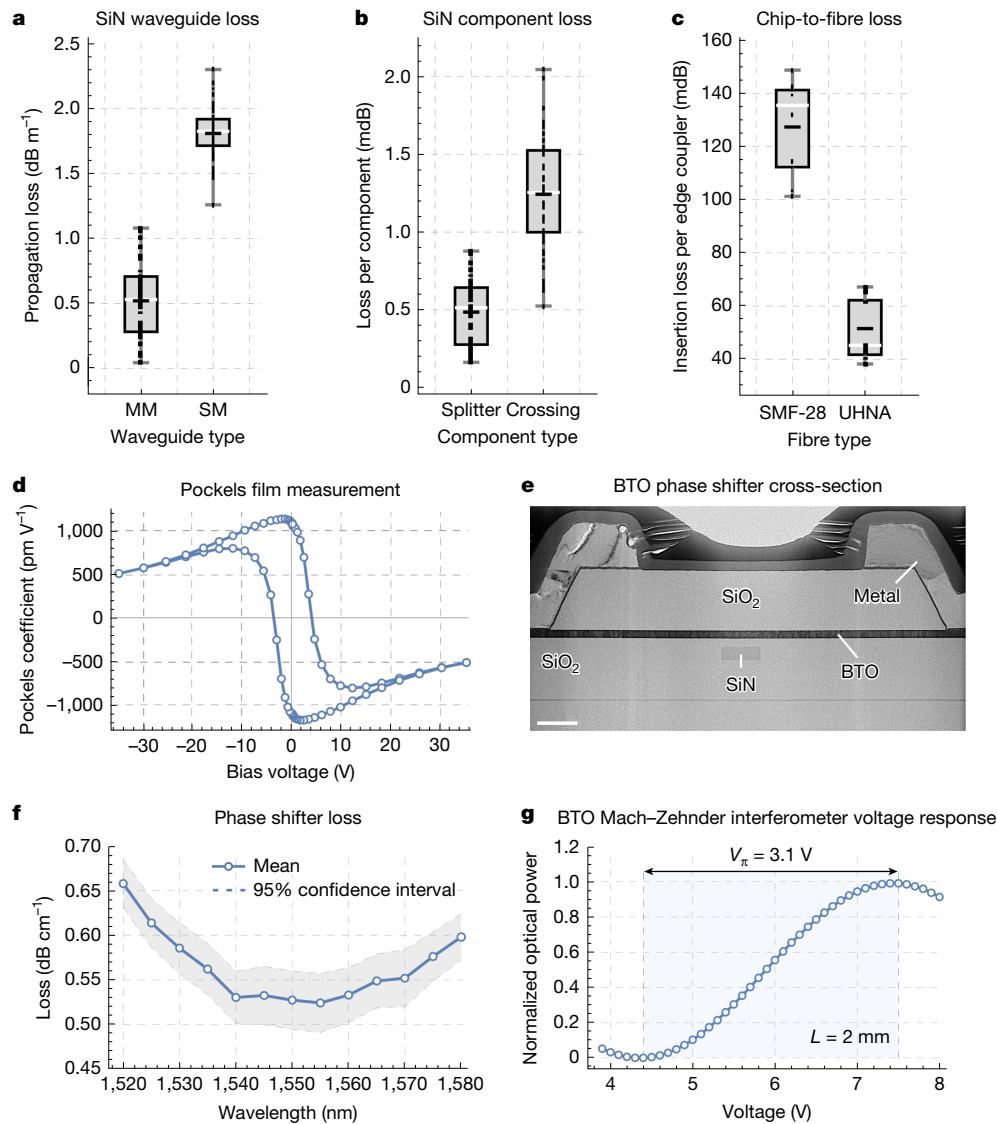 a SiN waveguide loss
Propagation loss (dB m⁻¹)
2.5
2.0
1.5
1.0
0.5
0
MM SM
Waveguide type
b SiN component loss
Loss per component (mdB)
2.0
1.5
1.0
0.5
0
Splitter Crossing
Component type
c Chip-to-fibre loss
Insertion loss per edge coupler (mdB)
160
140
120
100
80
60
40
SMF-28 UHNA
Fibre type
d Pockels film measurement
Pockels coefficient (pm V⁻¹)
1,000
500
0
−500
−1,000
−30 −20 −10 0 10 20 30
Bias voltage (V)
e BTO phase shifter cross-section
SiO₂
Metal
SiO₂
SiN
BTO
f Phase shifter loss
Loss (dB cm⁻¹)
0.70
0.65
0.60
0.55
0.50
0.45
Mean
95% confidence interval
1,520 1,530 1,540 1,550 1,560 1,570 1,580
Wavelength (nm)
g BTO Mach–Zehnder interferometer voltage response
Normalized optical power
1.2
1.0
0.8
0.6
0.4
0.2
0
Vπ = 3.1 V
L = 2 mm
4 5 6 7 8
Voltage (V)